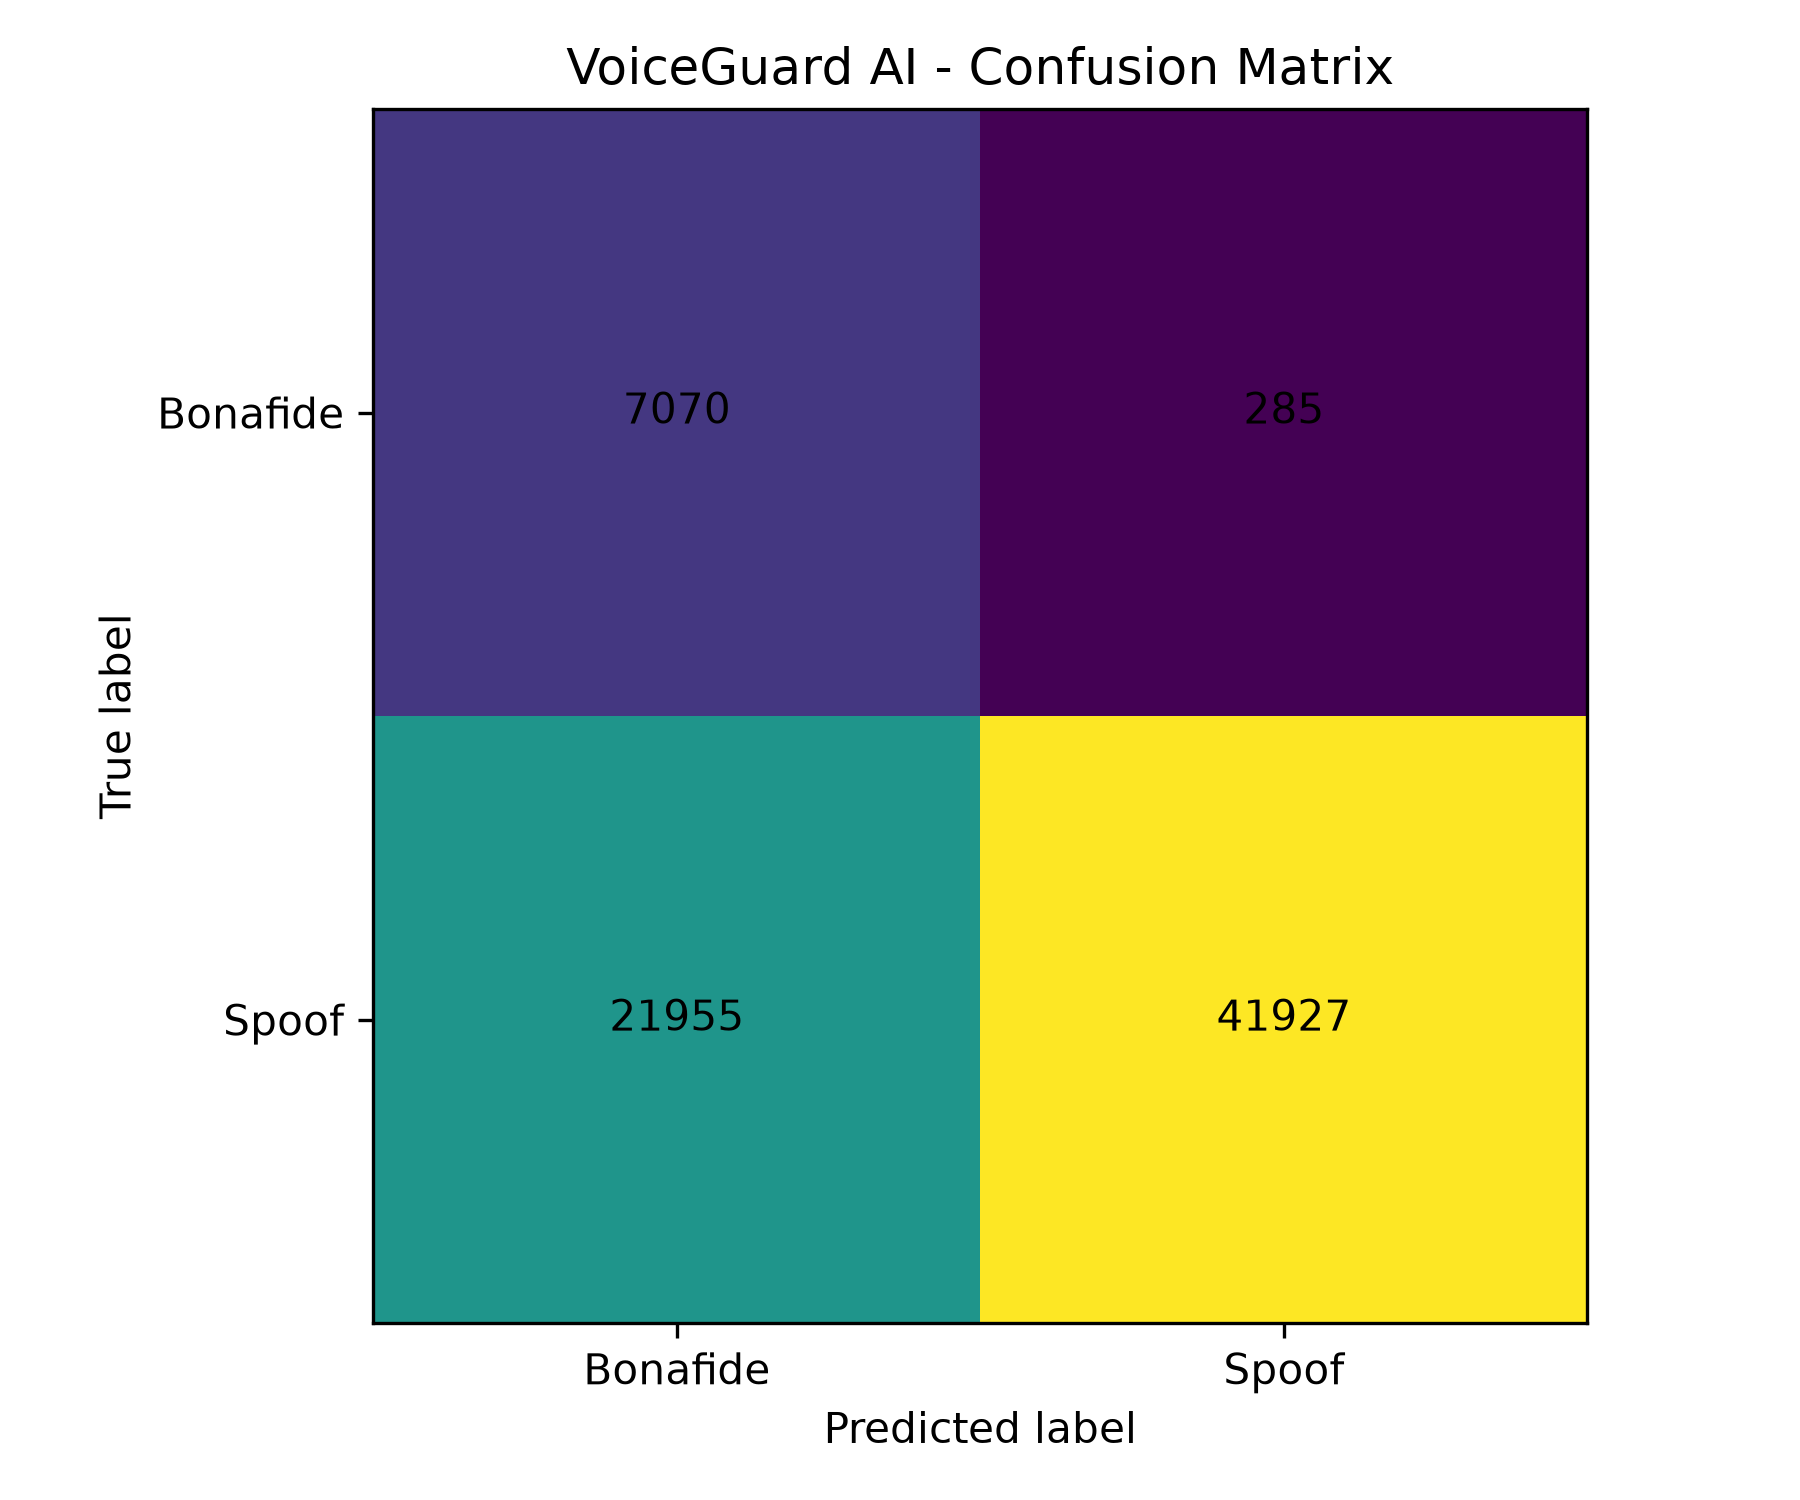 VoiceGuard AI - Confusion Matrix
7070 285
Bonafide
True label
21955 41927
Spoof
Bonafide Spoof
Predicted label